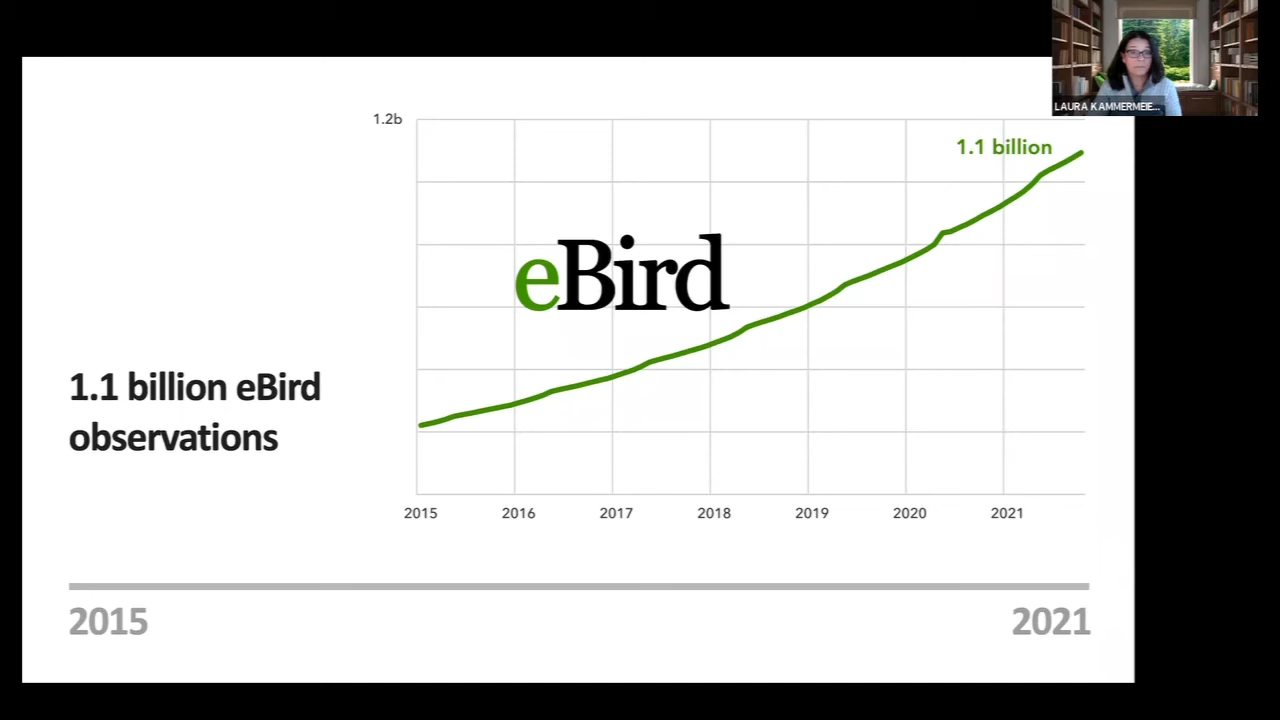 LAURA KAMMERMEIE...
1.2b
1.1 billion
eBird
1.1 billion eBird
observations
2015 2016 2017 2018 2019 2020 2021
2015 2021